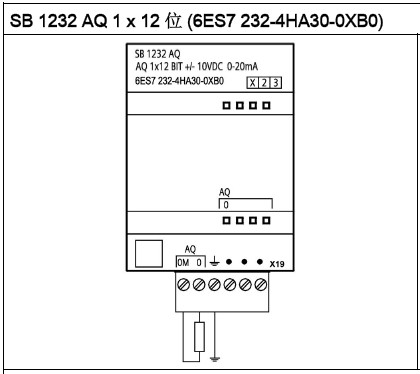 SB 1232 AQ 1 x 12 位 (6ES7 232-4HA30-0XB0)
SB 1232 AQ
AQ 1x12 BIT +/- 10VDC 0-20mA
6ES7 232-4HA30-0XB0 X 2 3
AQ
0
AQ
0M 0
X19